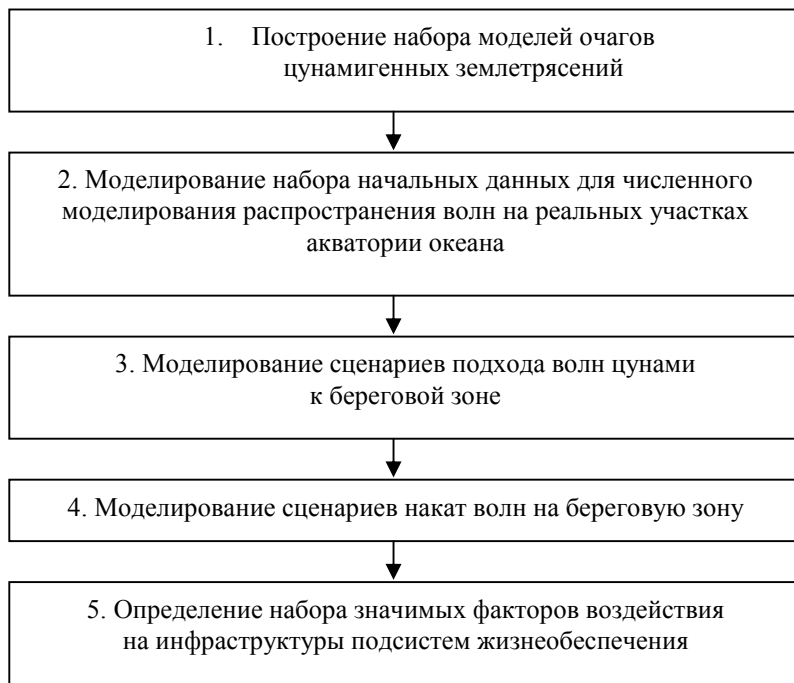 1. Построение набора моделей очагов
цунамигенных землетрясений
2. Моделирование набора начальных данных для численного
моделирования распространения волн на реальных участках
акватории океана
3. Моделирование сценариев подхода волн цунами
к береговой зоне
4. Моделирование сценариев накат волн на береговую зону
5. Определение набора значимых факторов воздействия
на инфраструктуры подсистем жизнеобеспечения